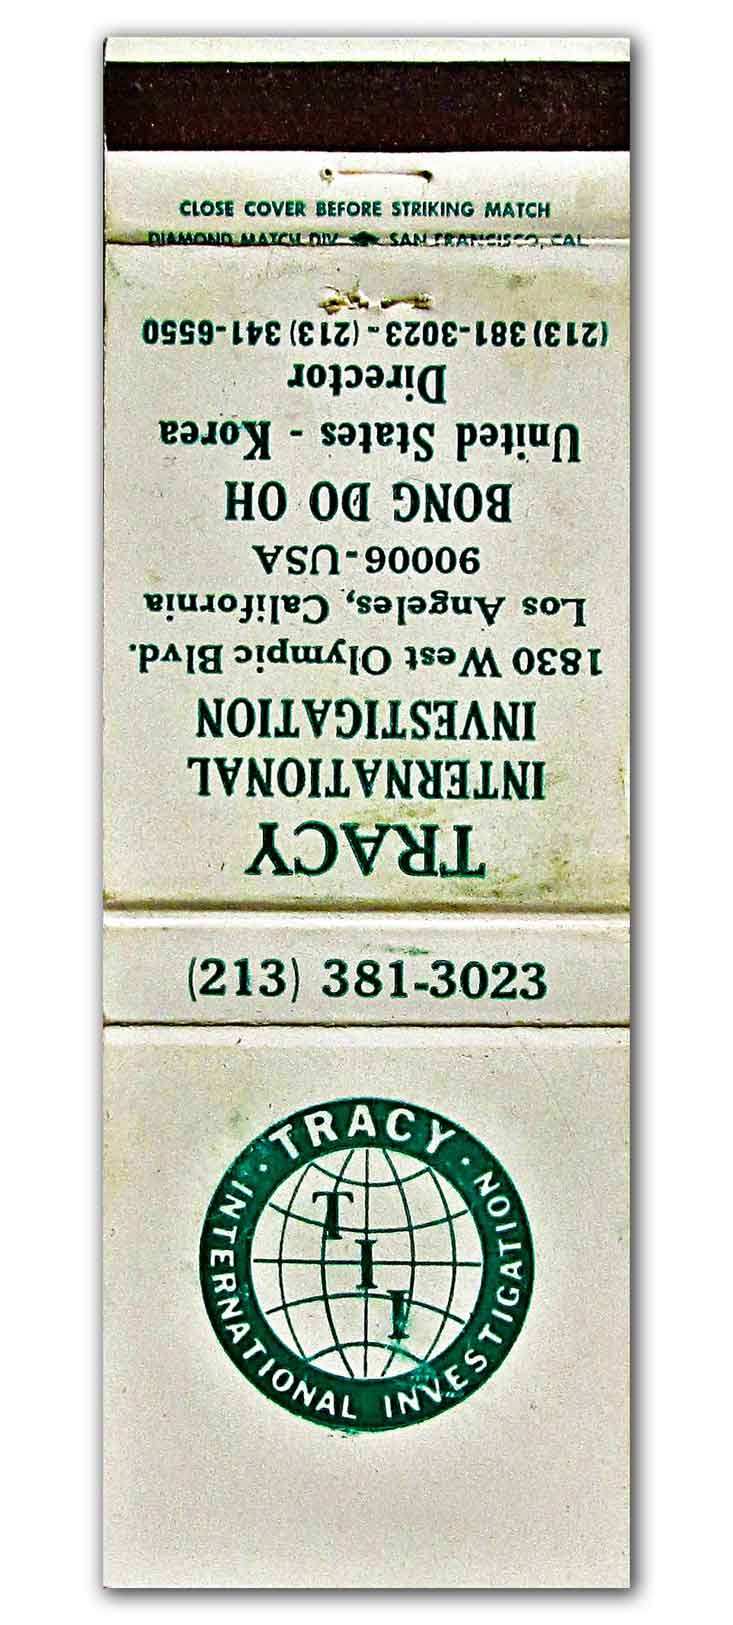 CLOSE COVER BEFORE STRIKING MATCH
DIAMOND MATCH DIV. SAN FRANCISCO, CAL.
TRACY
INTERNATIONAL
INVESTIGATION
1830 West Olympic Blvd.
Los Angeles, California
90006-USA
BONG DO OH
United States - Korea
Director
(213) 381-3023 - (213) 341-6550
(213) 381-3023
· TRACY ·
INTERNATIONAL INVESTIGATION
T
I
I